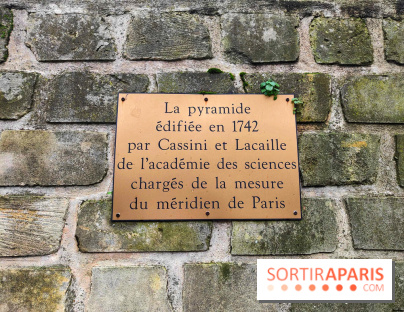 La pyramide
édifiée en 1742
par Cassini et Lacaille
de l'académie des sciences
chargés de la mesure
du méridien de Paris
SORTIRAPARIS